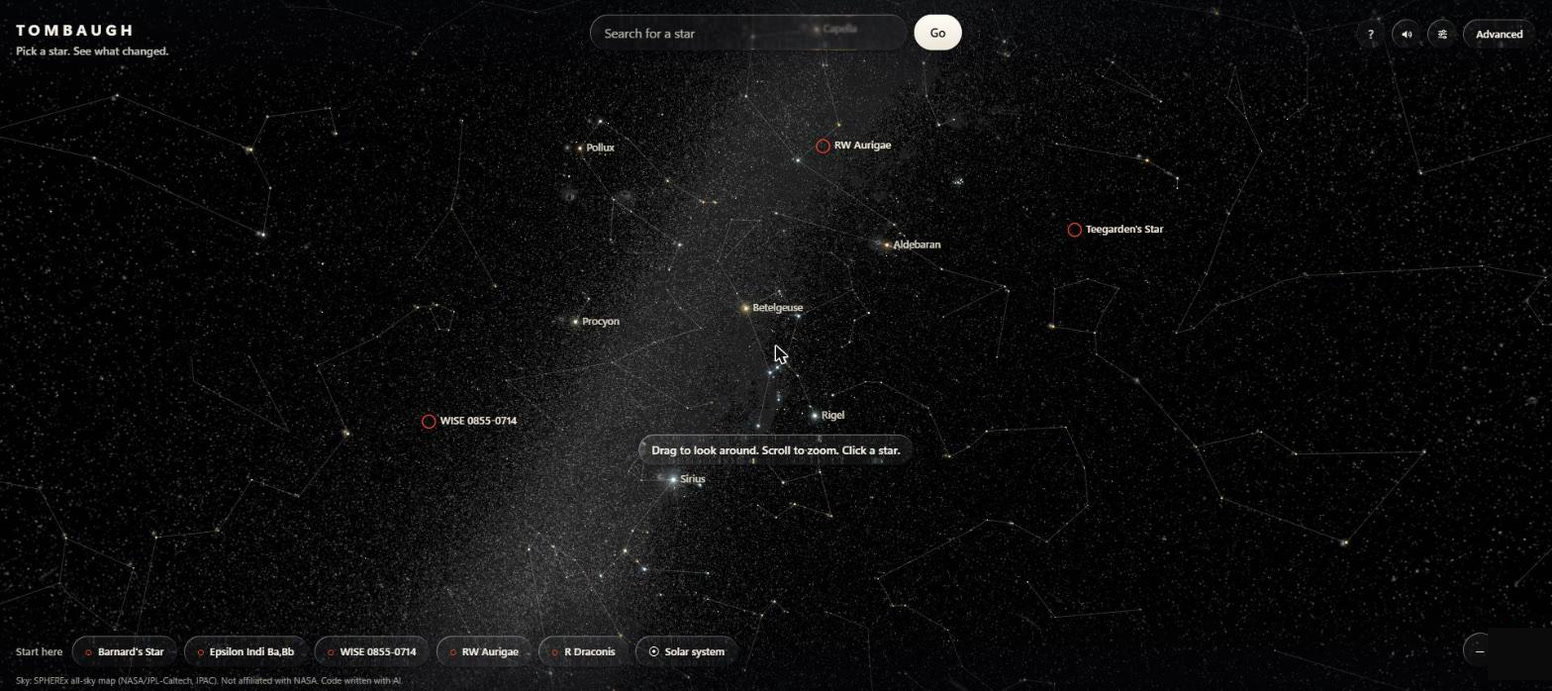 TOMBAUGH
Pick a star. See what changed.
Search for a star
Capella
Go
?
Advanced
Pollux
RW Aurigae
Teegarden's Star
Aldebaran
Betelgeuse
Procyon
WISE 0855-0714
Rigel
Drag to look around. Scroll to zoom. Click a star.
Sirius
Start here
Barnard's Star
Epsilon Indi Ba,Bb
WISE 0855-0714
RW Aurigae
R Draconis
Solar system
Sky: SPHEREx all-sky map (NASA/JPL-Caltech, IPAC). Not affiliated with NASA. Code written with AI.